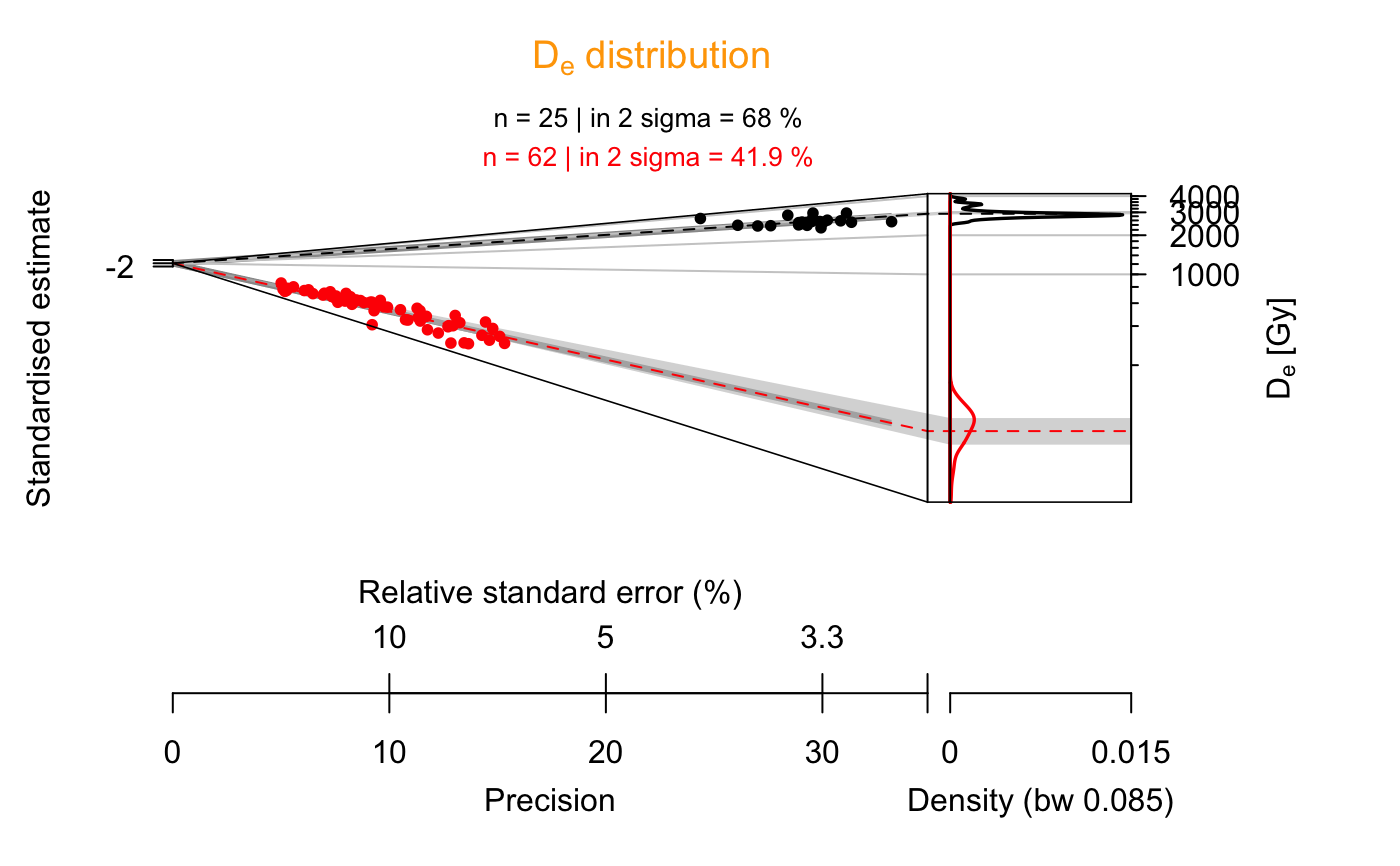 De distribution
n = 25 | in 2 sigma = 68 %
n = 62 | in 2 sigma = 41.9 %
Standardised estimate
-2
4000
3000
2000
1000
De [Gy]
Relative standard error (%)
10 5 3.3
0 10 20 30 0 0.015
Precision Density (bw 0.085)